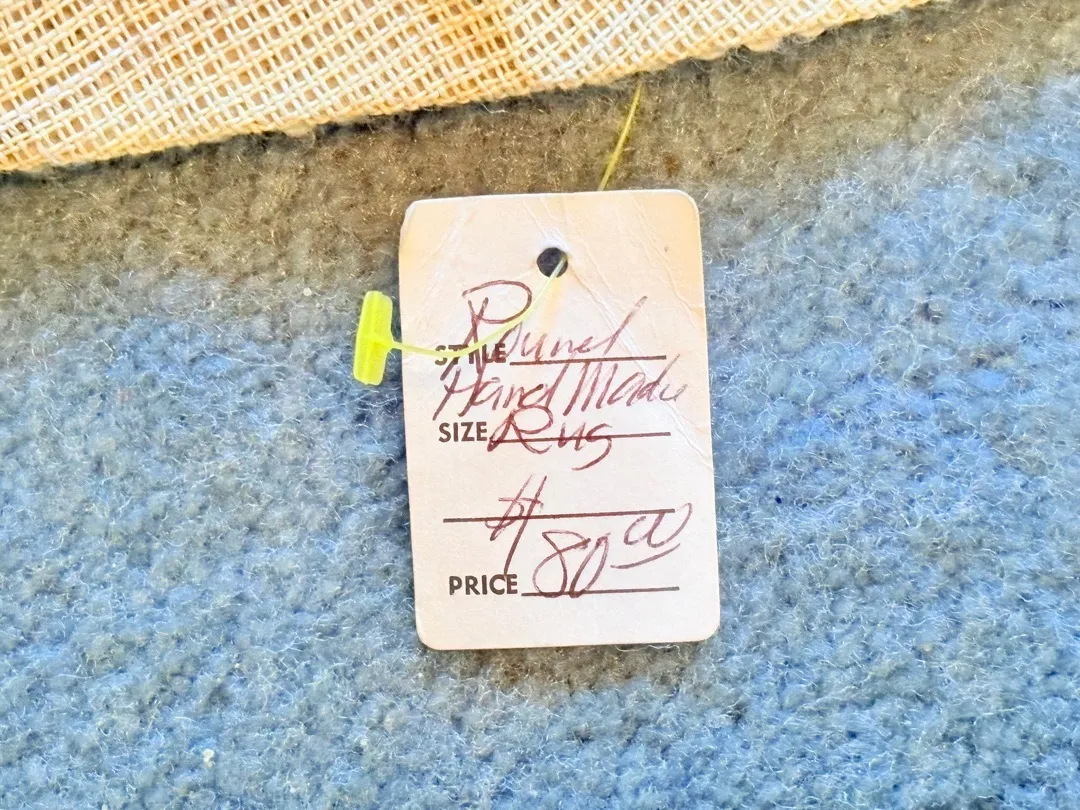 STYLE Round
Hand Made
SIZE Rug
$
PRICE 80.00